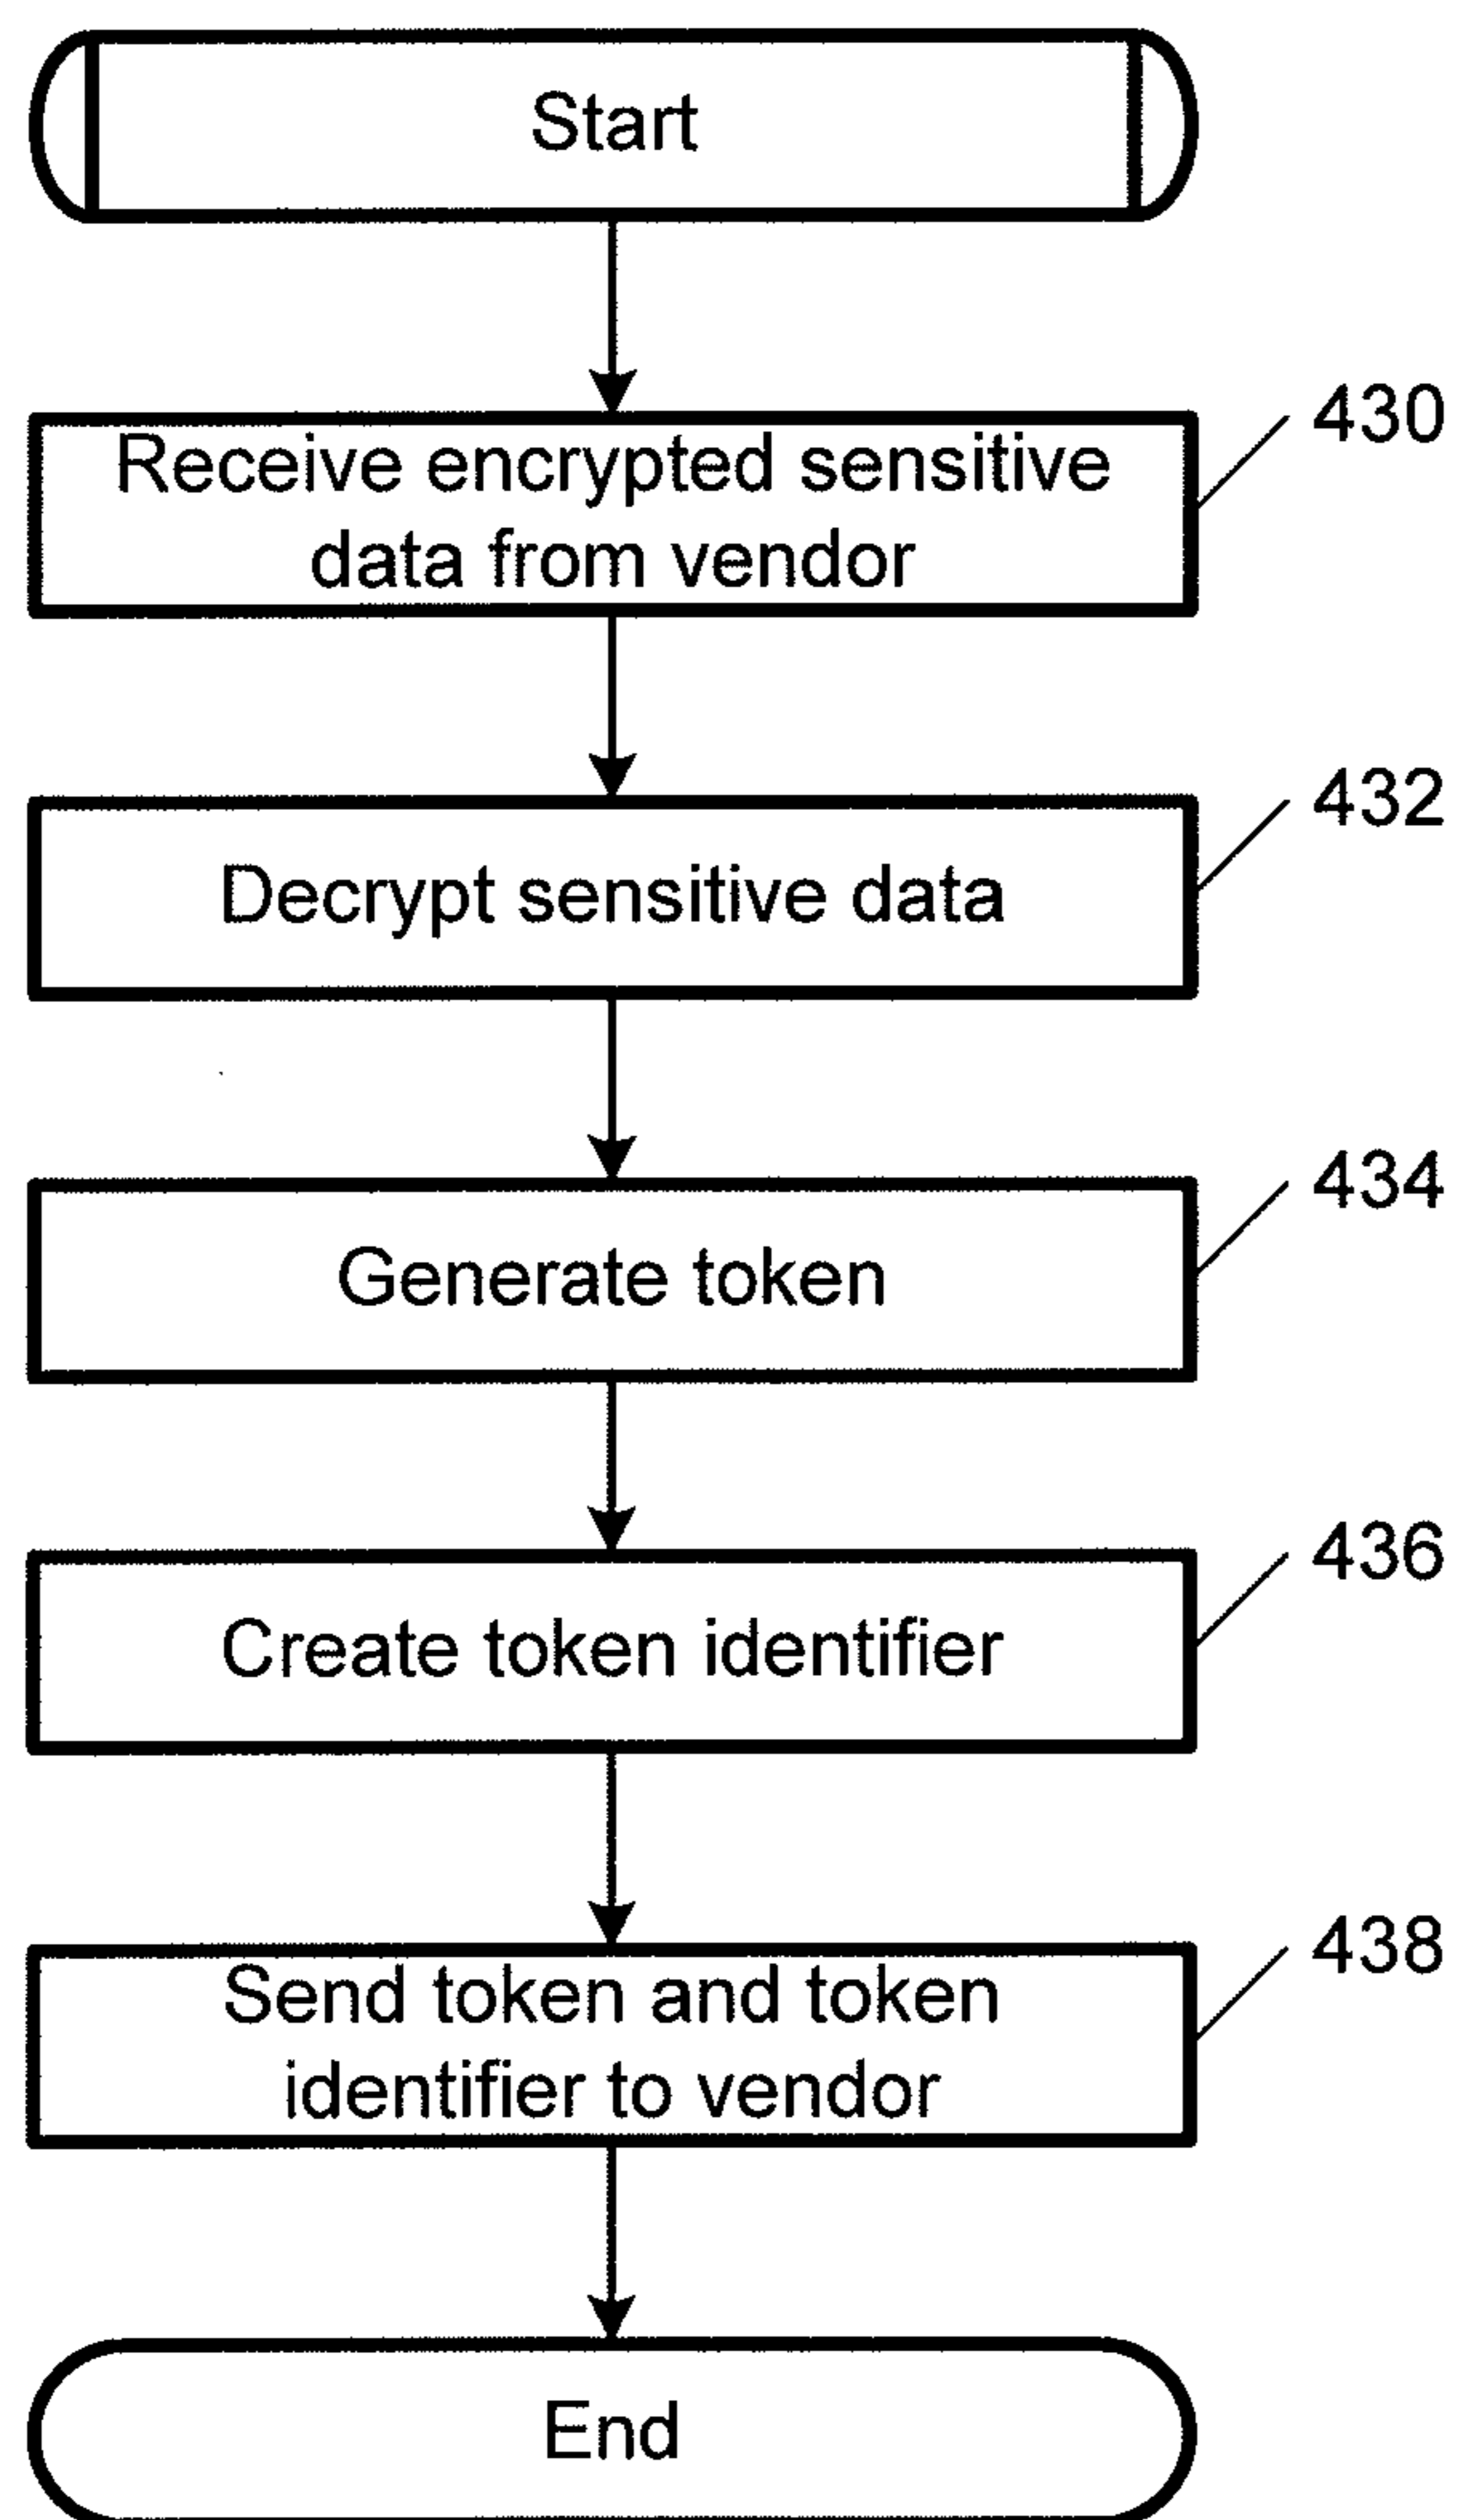 Start
430
Receive encrypted sensitive
data from vendor
432
Decrypt sensitive data
434
Generate token
436
Create token identifier
438
Send token and token
identifier to vendor
End